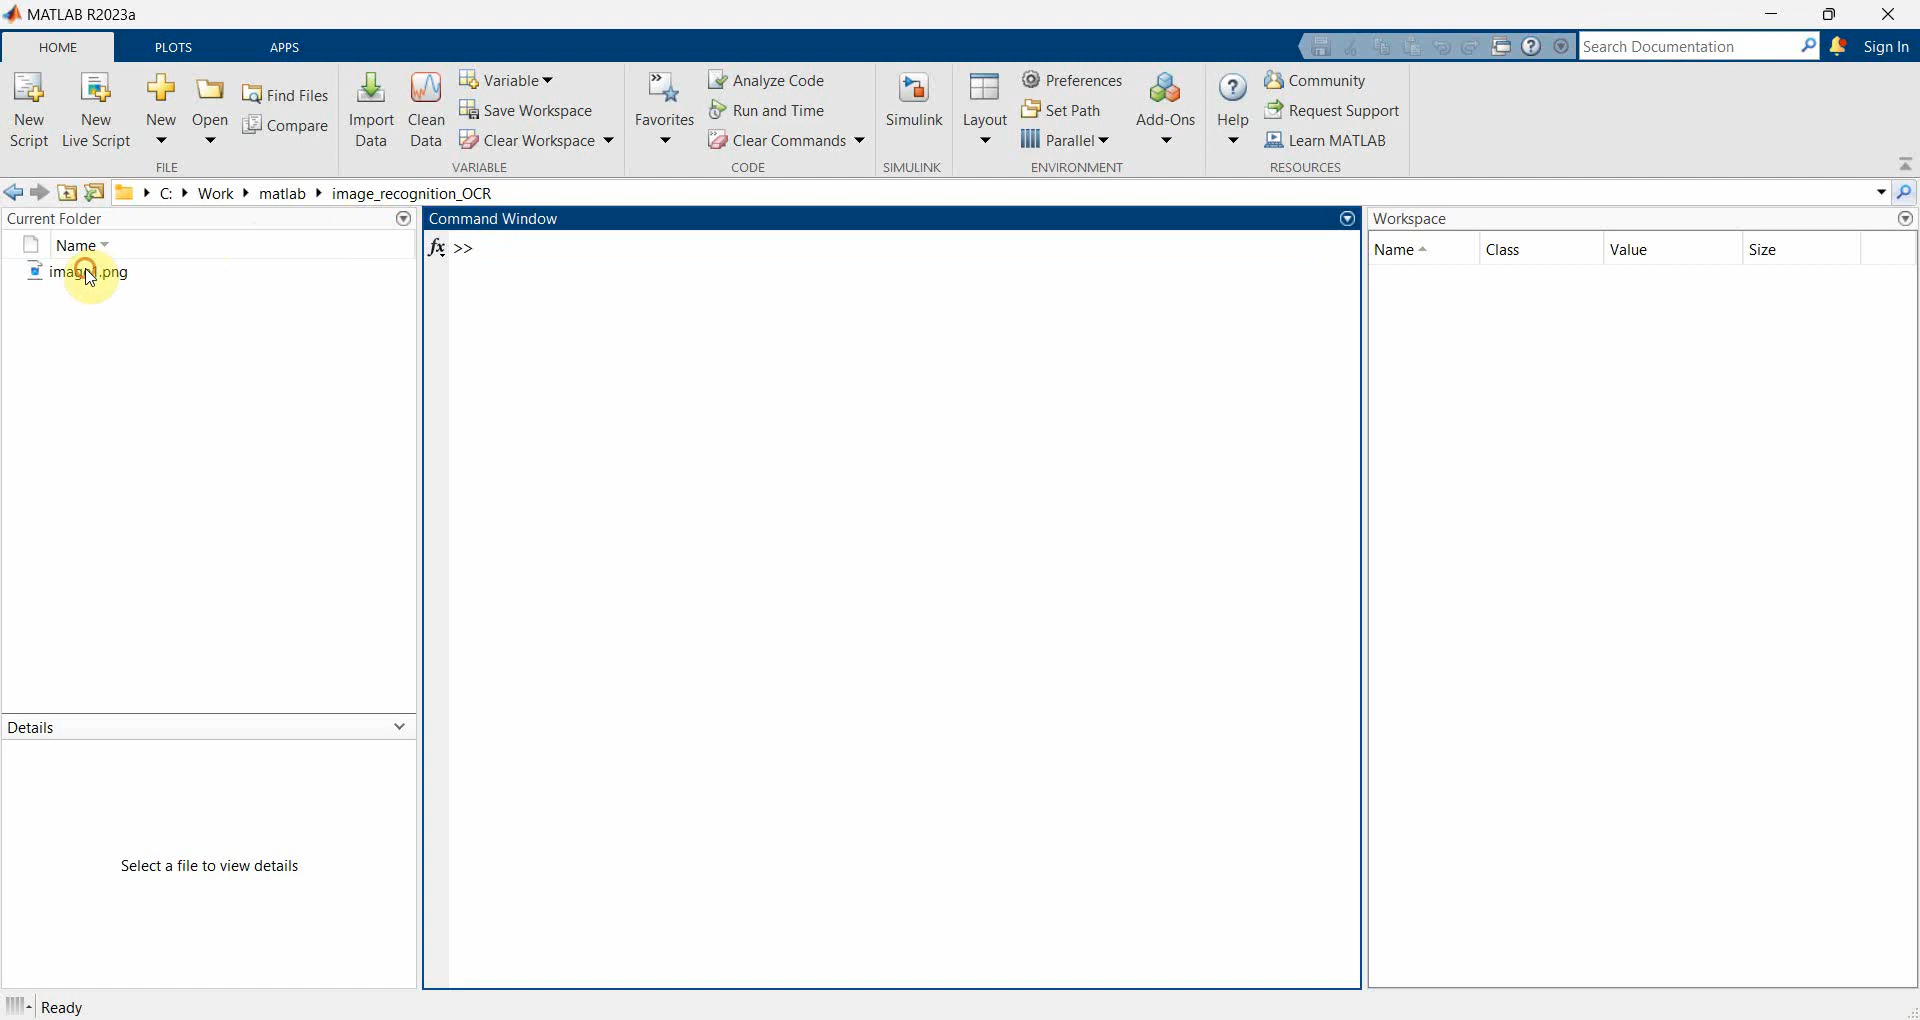 MATLAB R2023a
HOME PLOTS APPS
Search Documentation
Sign In
New Script
New Live Script
New
Open
Find Files
Compare
FILE
Import Data
Clean Data
Variable
Save Workspace
Clear Workspace
VARIABLE
Favorites
Analyze Code
Run and Time
Clear Commands
CODE
Simulink
SIMULINK
Layout
Preferences
Set Path
Parallel
Add-Ons
ENVIRONMENT
Help
Community
Request Support
Learn MATLAB
RESOURCES
C: Work matlab image_recognition_OCR
Current Folder
Name
Details
Select a file to view details
Command Window
fx >>
Workspace
Name Class Value Size
Ready